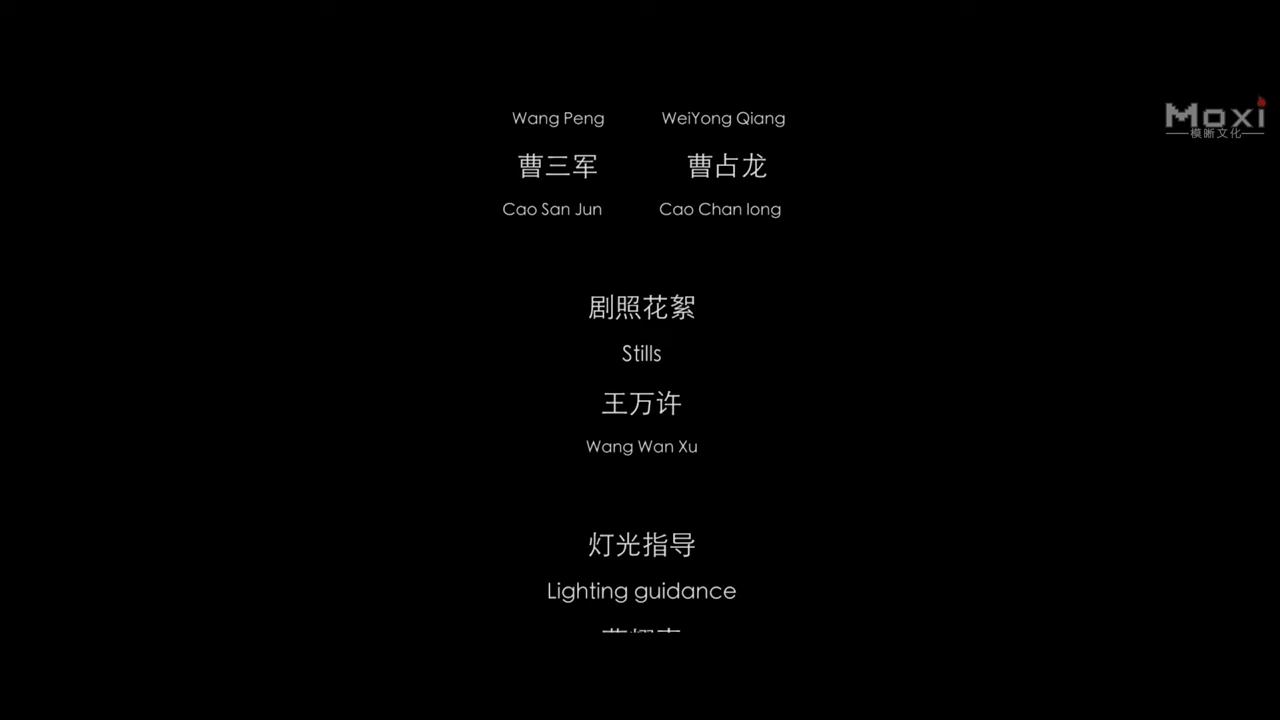 Wang Peng WeiYong Qiang
曹三军 曹占龙
Cao San Jun Cao Chan long
剧照花絮
Stills
王万许
Wang Wan Xu
灯光指导
Lighting guidance
Moxi
模晰文化